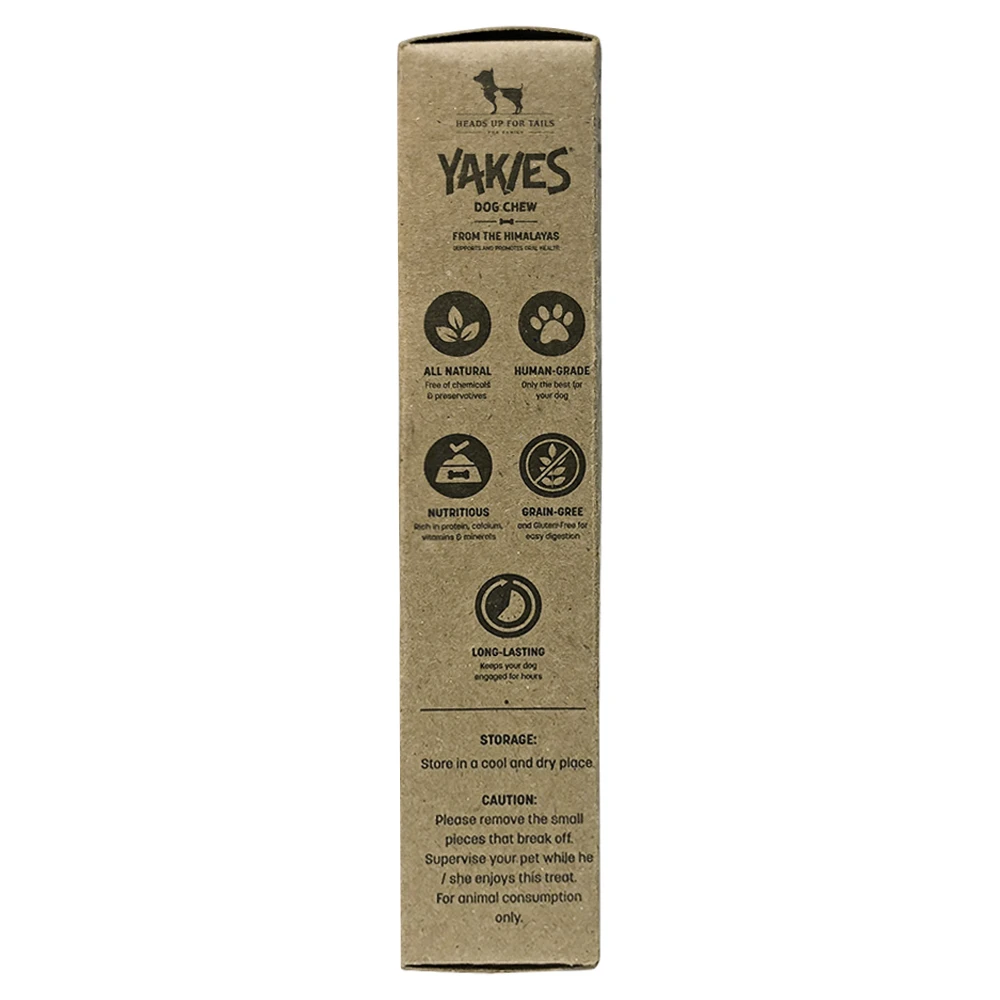 HEADS UP FOR TAILS
FOR FAMILY
YAKIES®
DOG CHEW
FROM THE HIMALAYAS
SUPPORTS AND PROMOTES ORAL HEALTH
ALL NATURAL
Free of chemicals
& preservatives
HUMAN-GRADE
Only the best for
your dog
NUTRITIOUS
Rich in protein, calcium,
vitamins & minerals
GRAIN-GREE
and Gluten-Free for
easy digestion
LONG-LASTING
Keeps your dog
engaged for hours
STORAGE:
Store in a cool and dry place
CAUTION:
Please remove the small
pieces that break off.
Supervise your pet while he
/ she enjoys this treat.
For animal consumption
only.